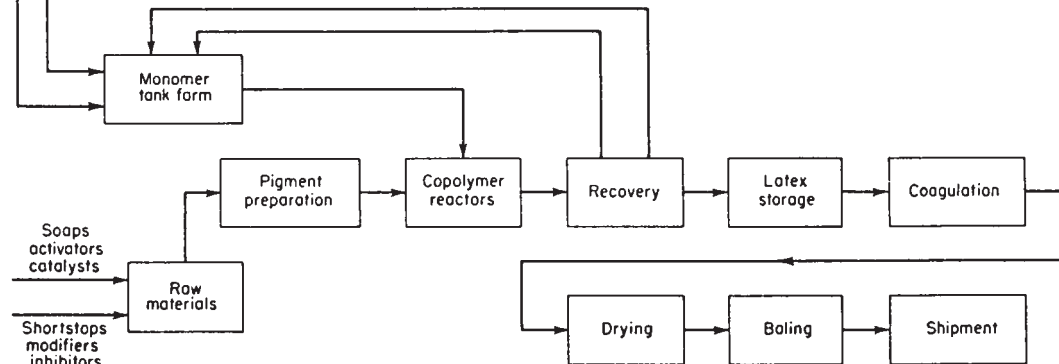 Monomer
tank farm
Pigment
preparation
Copolymer
reactors
Recovery
Latex
storage
Coagulation
Soaps
activators
catalysts
Raw
materials
Shortstops
modifiers
inhibitors
Drying
Baling
Shipment